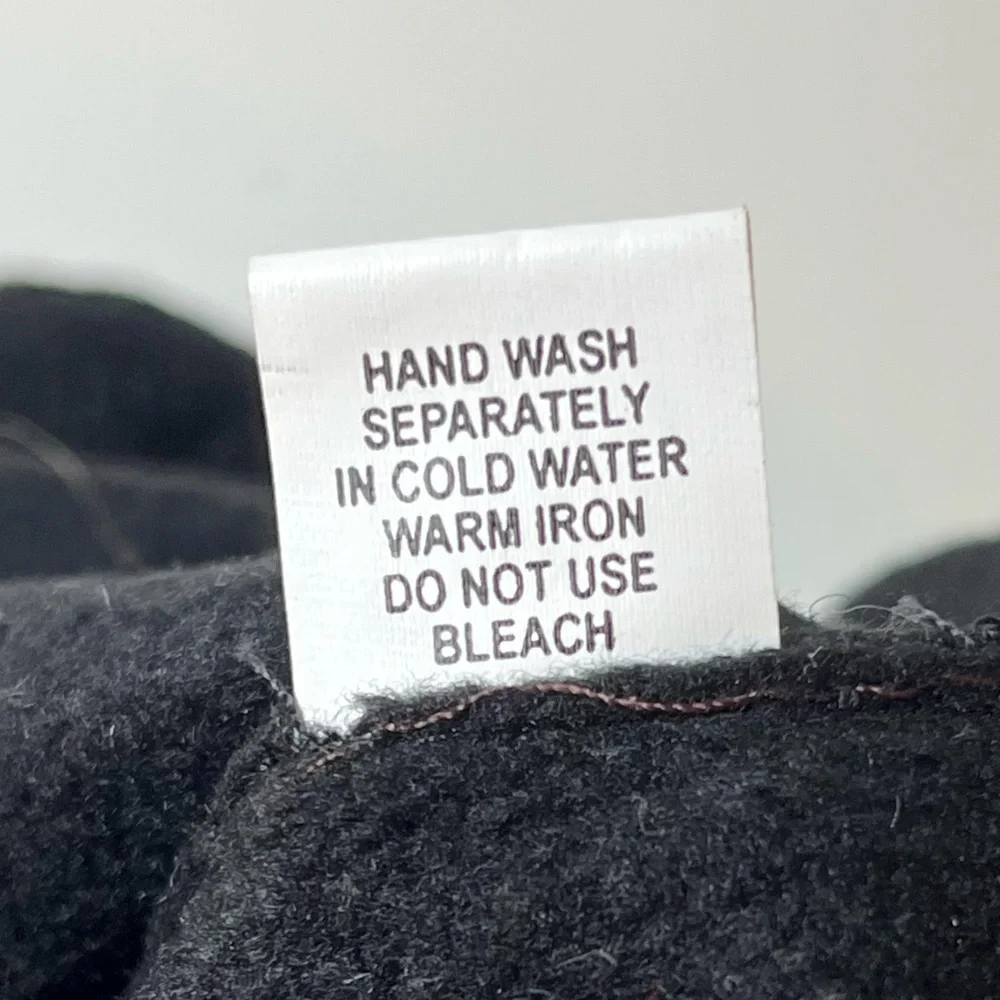 HAND WASH
SEPARATELY
IN COLD WATER
WARM IRON
DO NOT USE
BLEACH